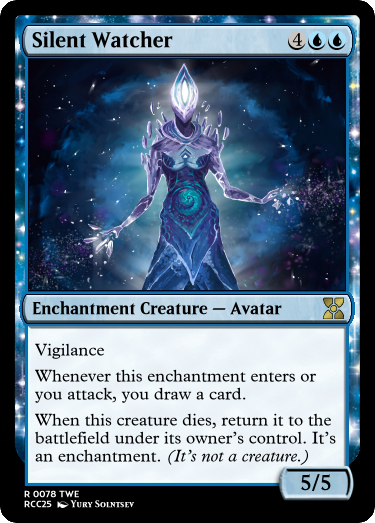 Silent Watcher 4
Enchantment Creature — Avatar
Vigilance
Whenever this enchantment enters or
you attack, you draw a card.
When this creature dies, return it to the
battlefield under its owner's control. It's
an enchantment. (It's not a creature.)
5/5
R 0078 TWE
RCC25 Yury Solntsev